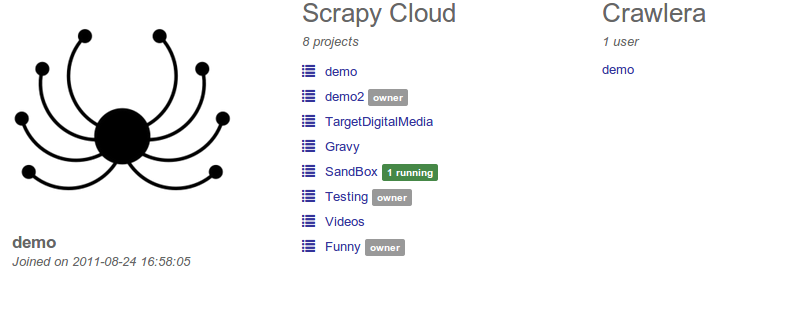 demo
Joined on 2011-08-24 16:58:05
Scrapy Cloud
8 projects
demo
demo2 owner
TargetDigitalMedia
Gravy
SandBox 1 running
Testing owner
Videos
Funny owner
Crawlera
1 user
demo